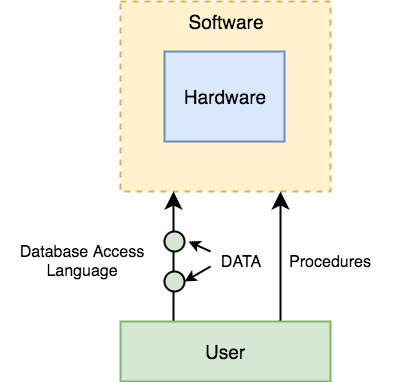 Software
Hardware
Database Access
Language
DATA
Procedures
User